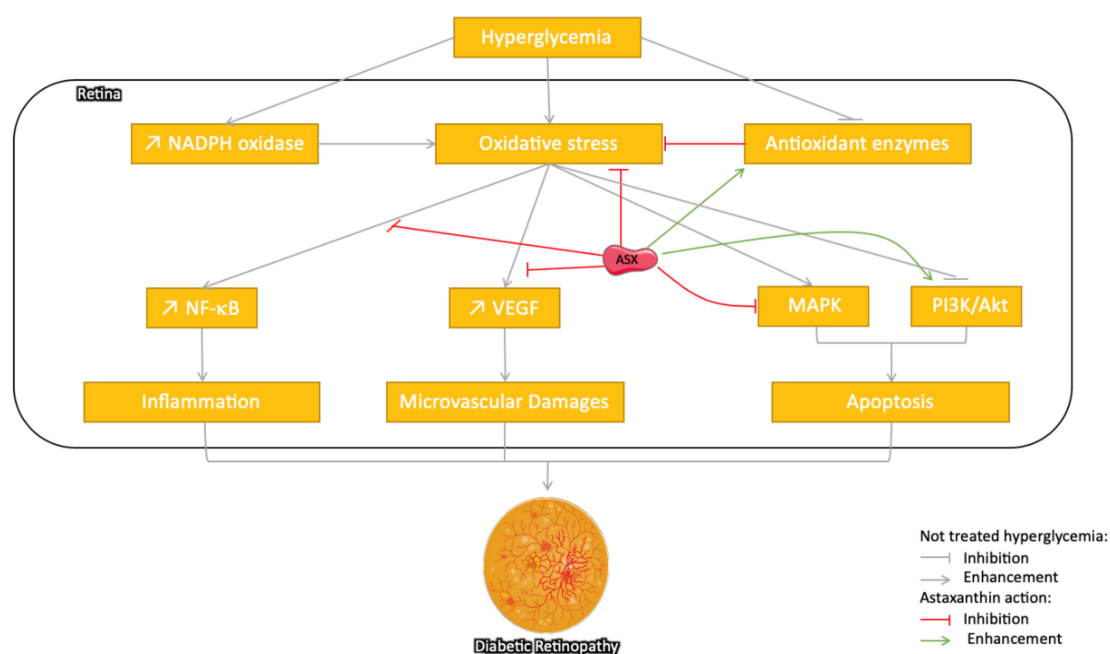 Hyperglycemia
Retina
↗ NADPH oxidase
Oxidative stress
Antioxidant enzymes
ASX
↗ NF-κB
↗ VEGF
MAPK
PI3K/Akt
Inflammation
Microvascular Damages
Apoptosis
Not treated hyperglycemia:
Inhibition
Enhancement
Astaxanthin action:
Inhibition
Enhancement
Diabetic Retinopathy